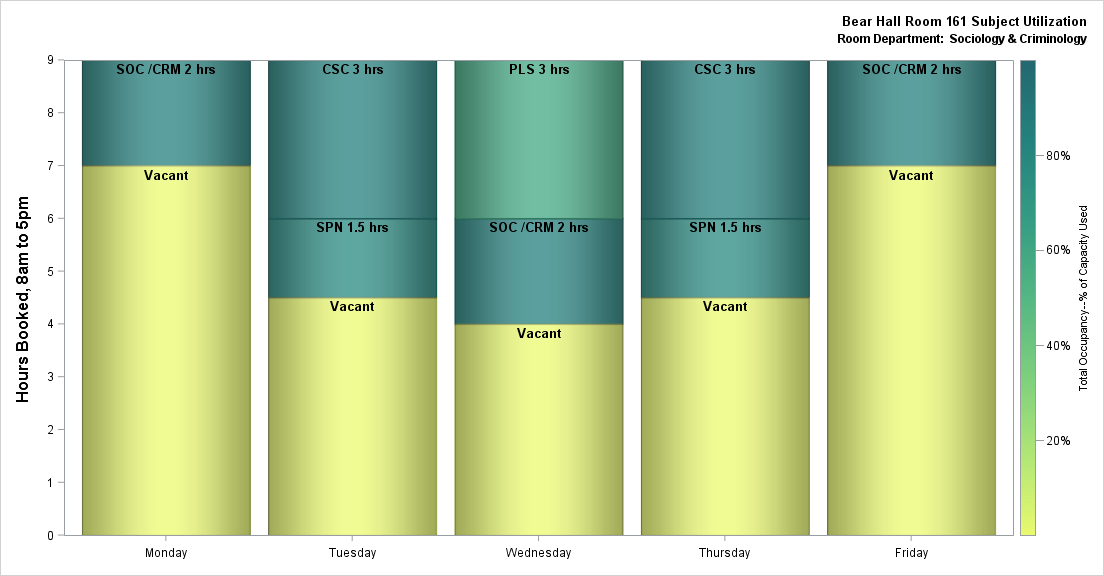 Bear Hall Room 161 Subject Utilization
Room Department:  Sociology & Criminology
Hours Booked, 8am to 5pm
9
8
7
6
5
4
3
2
1
0
SOC /CRM 2 hrs
Vacant
CSC 3 hrs
SPN 1.5 hrs
Vacant
PLS 3 hrs
SOC /CRM 2 hrs
Vacant
CSC 3 hrs
SPN 1.5 hrs
Vacant
SOC /CRM 2 hrs
Vacant
Monday
Tuesday
Wednesday
Thursday
Friday
80%
60%
40%
20%
Total Occupancy--% of Capacity Used